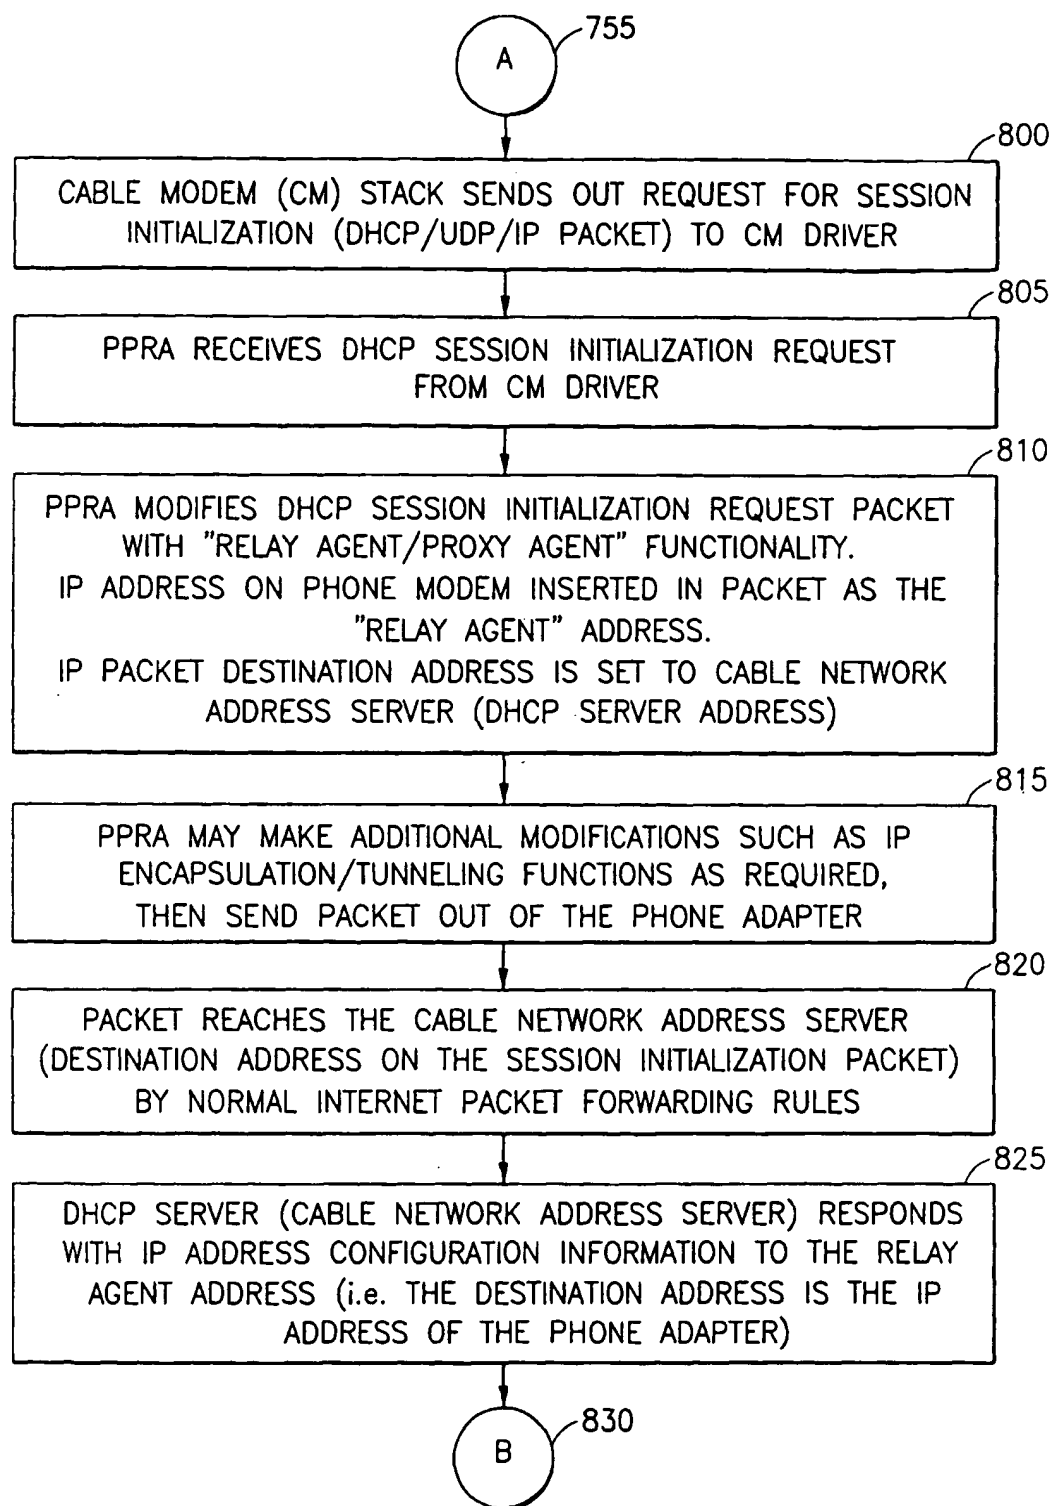 755
A
800
CABLE MODEM (CM) STACK SENDS OUT REQUEST FOR SESSION
INITIALIZATION (DHCP/UDP/IP PACKET) TO CM DRIVER
805
PPRA RECEIVES DHCP SESSION INITIALIZATION REQUEST
FROM CM DRIVER
810
PPRA MODIFIES DHCP SESSION INITIALIZATION REQUEST PACKET
WITH "RELAY AGENT/PROXY AGENT" FUNCTIONALITY.
IP ADDRESS ON PHONE MODEM INSERTED IN PACKET AS THE
"RELAY AGENT" ADDRESS.
IP PACKET DESTINATION ADDRESS IS SET TO CABLE NETWORK
ADDRESS SERVER (DHCP SERVER ADDRESS)
815
PPRA MAY MAKE ADDITIONAL MODIFICATIONS SUCH AS IP
ENCAPSULATION/TUNNELING FUNCTIONS AS REQUIRED,
THEN SEND PACKET OUT OF THE PHONE ADAPTER
820
PACKET REACHES THE CABLE NETWORK ADDRESS SERVER
(DESTINATION ADDRESS ON THE SESSION INITIALIZATION PACKET)
BY NORMAL INTERNET PACKET FORWARDING RULES
825
DHCP SERVER (CABLE NETWORK ADDRESS SERVER) RESPONDS
WITH IP ADDRESS CONFIGURATION INFORMATION TO THE RELAY
AGENT ADDRESS (i.e. THE DESTINATION ADDRESS IS THE IP
ADDRESS OF THE PHONE ADAPTER)
830
B